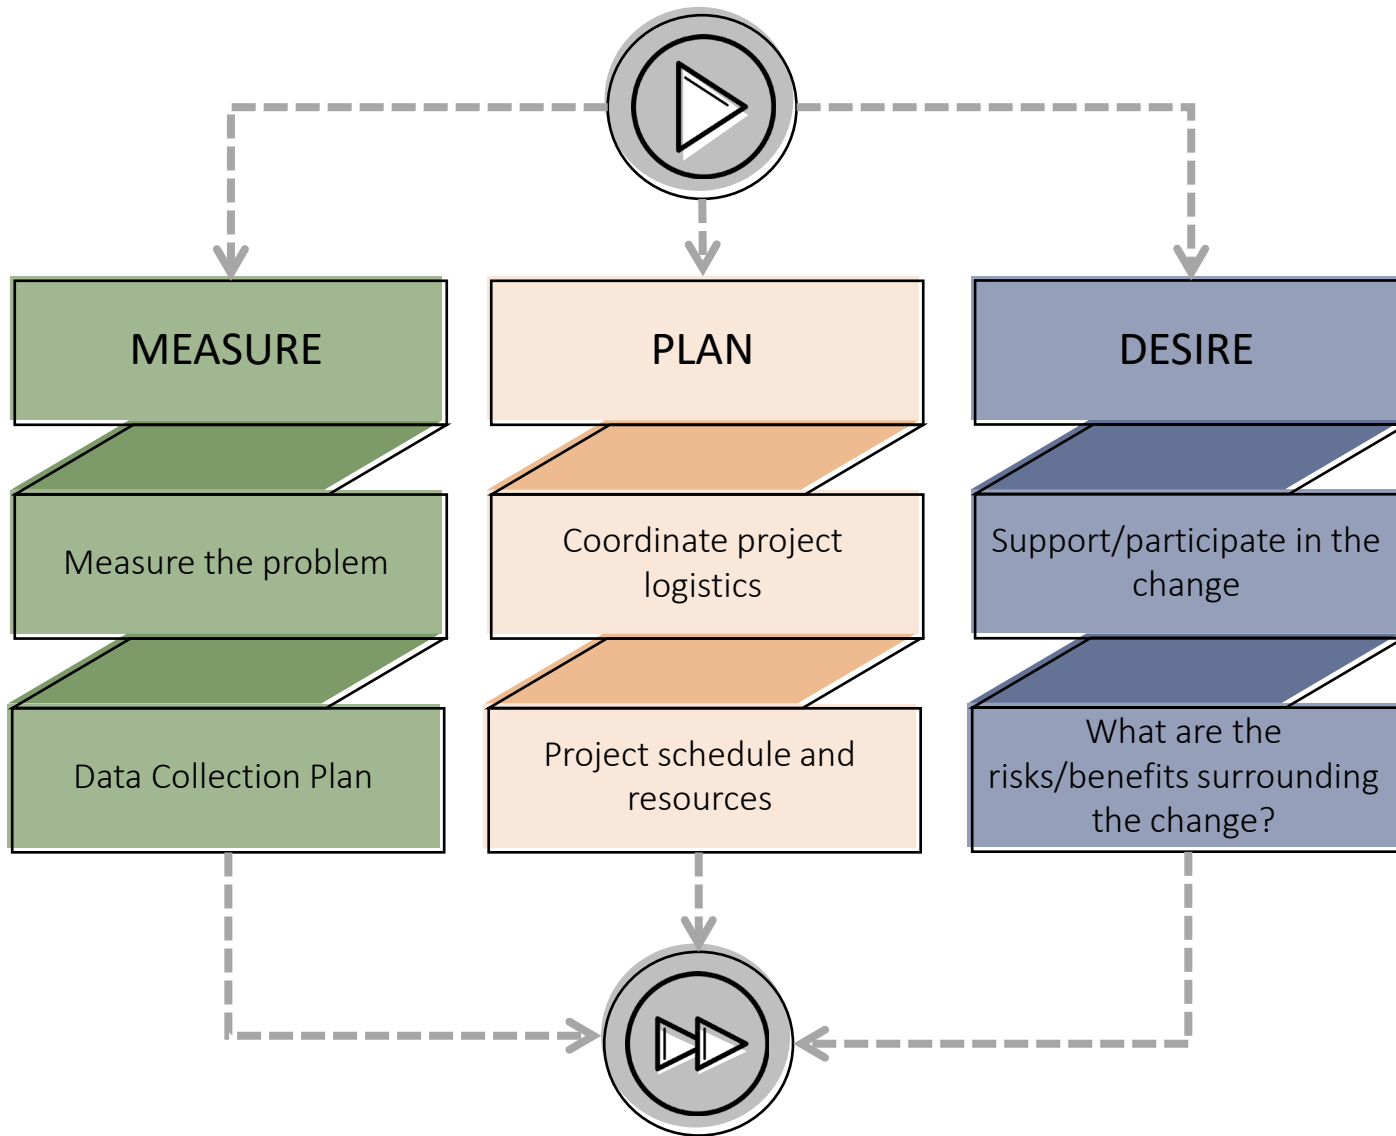 MEASURE
Measure the problem
Data Collection Plan
PLAN
Coordinate project
logistics
Project schedule and
resources
DESIRE
Support/participate in the
change
What are the
risks/benefits surrounding
the change?